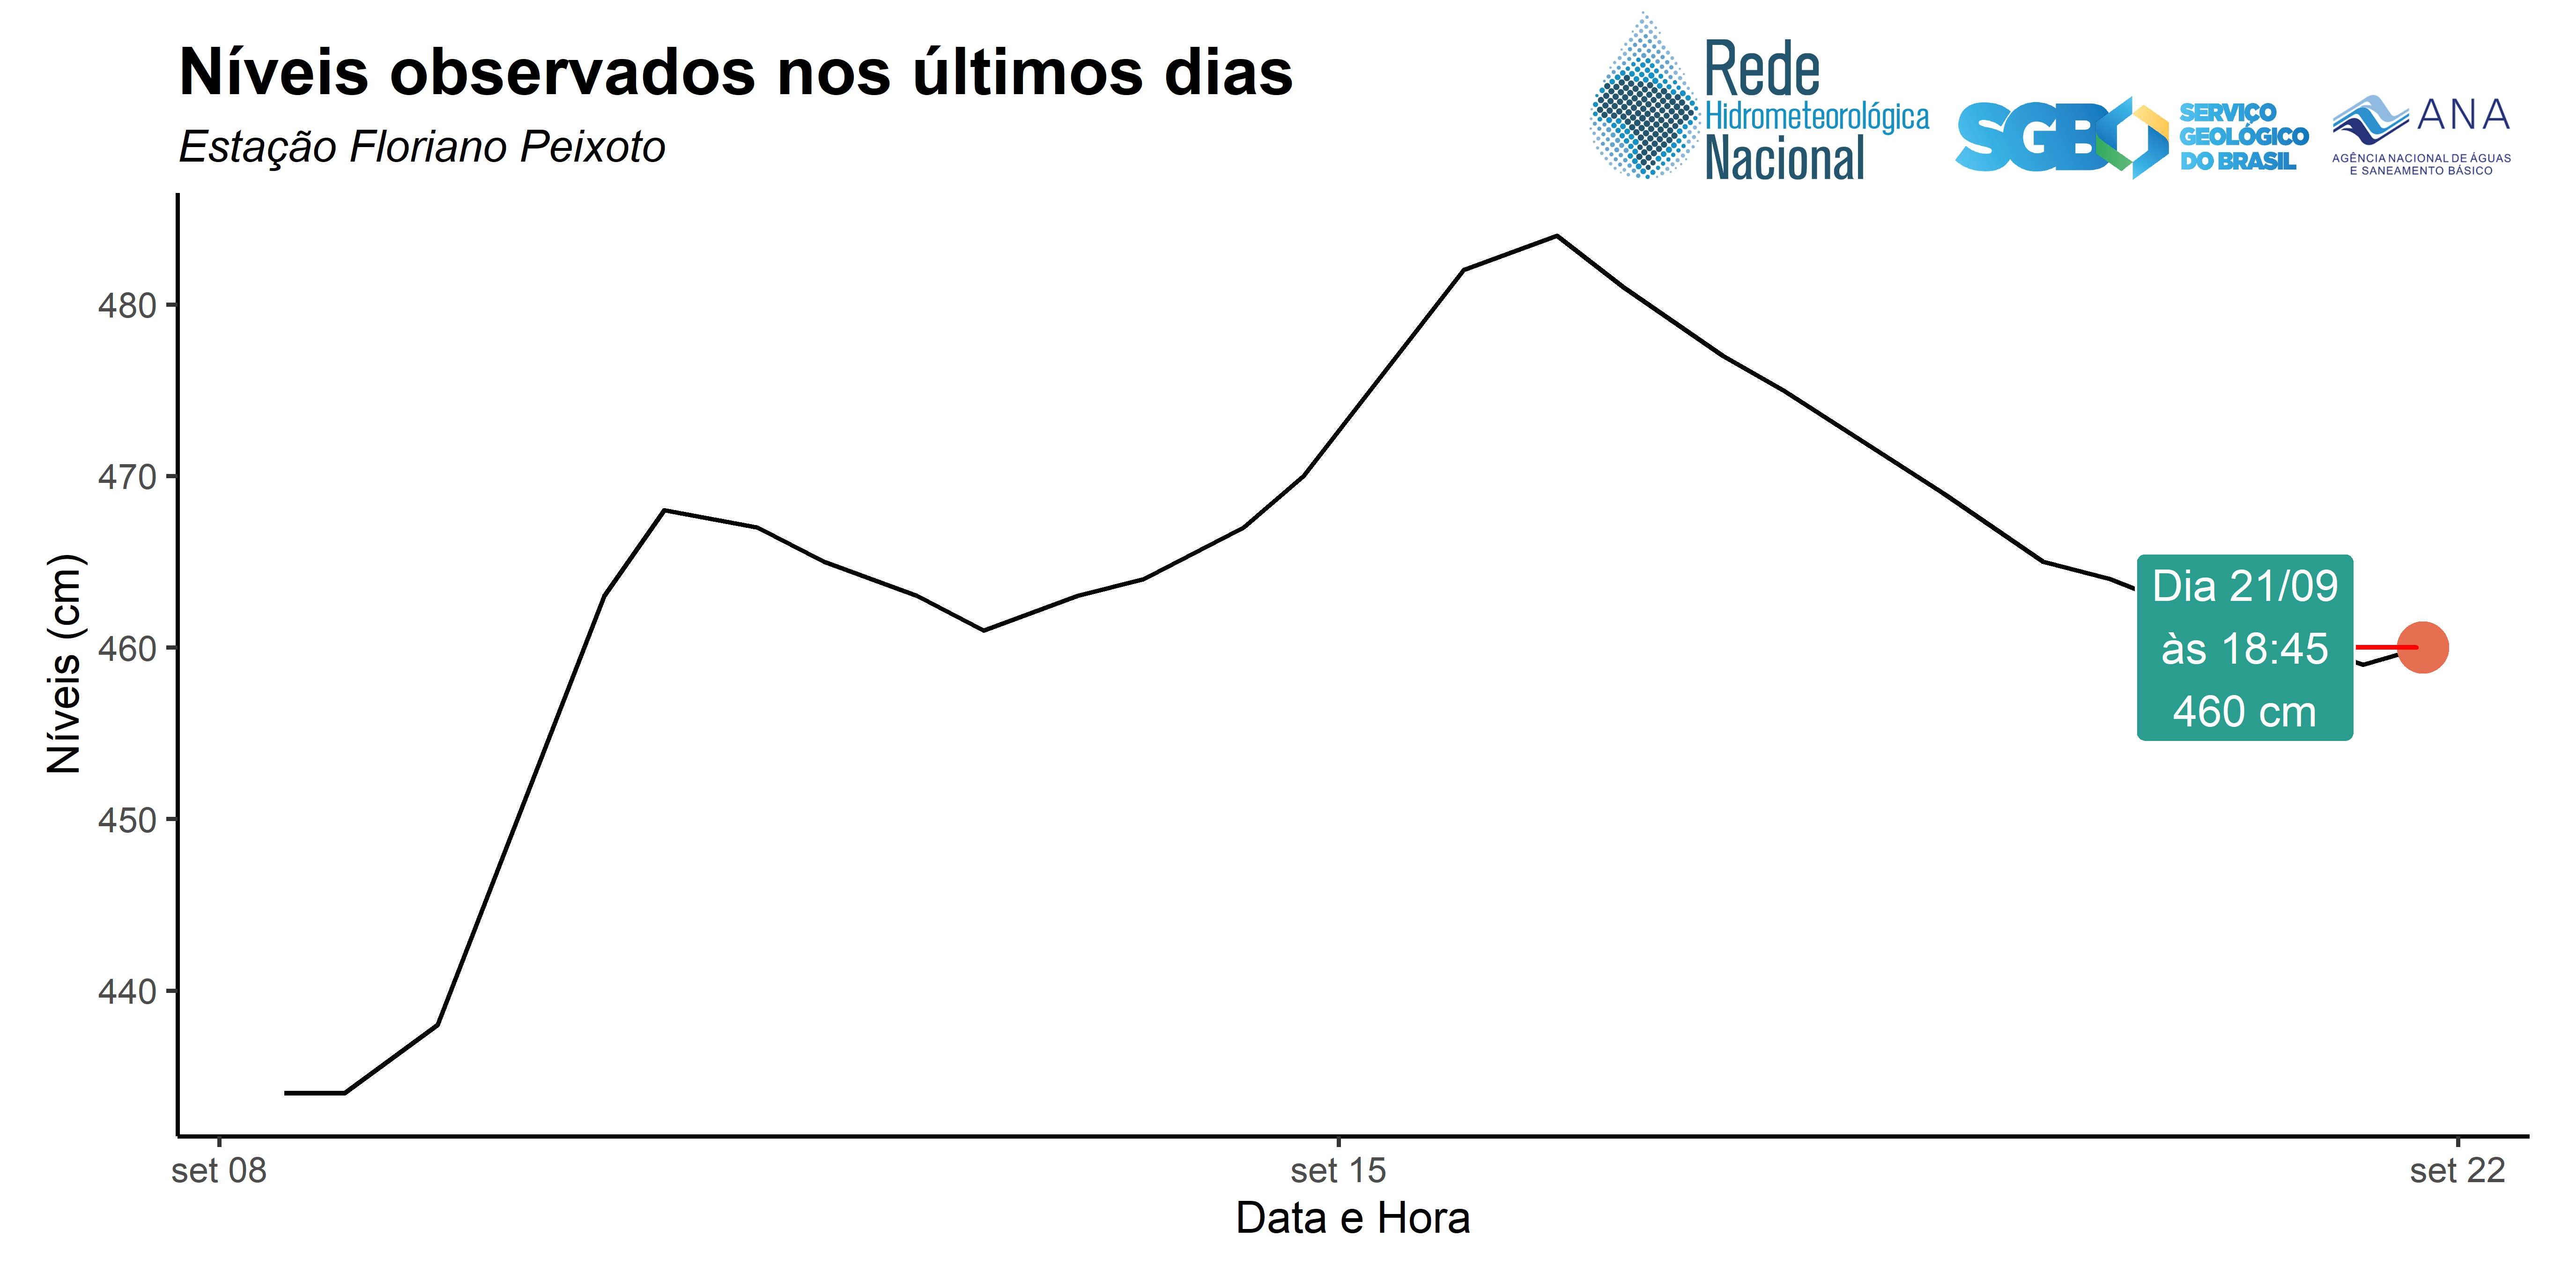 Níveis observados nos últimos dias
Estação Floriano Peixoto
Rede
Hidrometeorológica
Nacional
SGB
SERVIÇO
GEOLÓGICO
DO BRASIL
ANA
AGÊNCIA NACIONAL DE ÁGUAS
E SANEAMENTO BÁSICO
Níveis (cm)
480
470
460
450
440
Dia 21/09
às 18:45
460 cm
set 08
set 15
set 22
Data e Hora